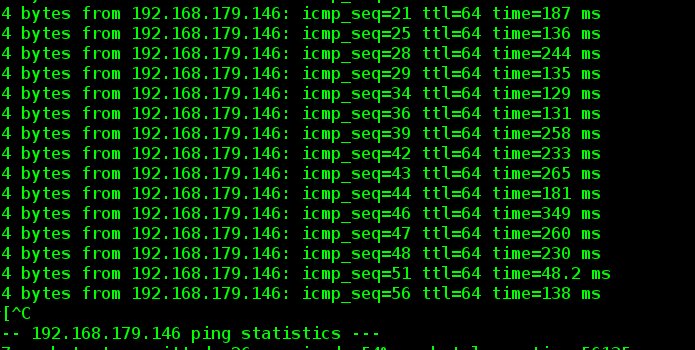 4 bytes from 192.168.179.146: icmp_seq=21 ttl=64 time=187 ms
4 bytes from 192.168.179.146: icmp_seq=25 ttl=64 time=136 ms
4 bytes from 192.168.179.146: icmp_seq=28 ttl=64 time=244 ms
4 bytes from 192.168.179.146: icmp_seq=29 ttl=64 time=135 ms
4 bytes from 192.168.179.146: icmp_seq=34 ttl=64 time=129 ms
4 bytes from 192.168.179.146: icmp_seq=36 ttl=64 time=131 ms
4 bytes from 192.168.179.146: icmp_seq=39 ttl=64 time=258 ms
4 bytes from 192.168.179.146: icmp_seq=42 ttl=64 time=233 ms
4 bytes from 192.168.179.146: icmp_seq=43 ttl=64 time=265 ms
4 bytes from 192.168.179.146: icmp_seq=44 ttl=64 time=181 ms
4 bytes from 192.168.179.146: icmp_seq=46 ttl=64 time=349 ms
4 bytes from 192.168.179.146: icmp_seq=47 ttl=64 time=260 ms
4 bytes from 192.168.179.146: icmp_seq=48 ttl=64 time=230 ms
4 bytes from 192.168.179.146: icmp_seq=51 ttl=64 time=48.2 ms
4 bytes from 192.168.179.146: icmp_seq=56 ttl=64 time=138 ms
[^C
-- 192.168.179.146 ping statistics ---